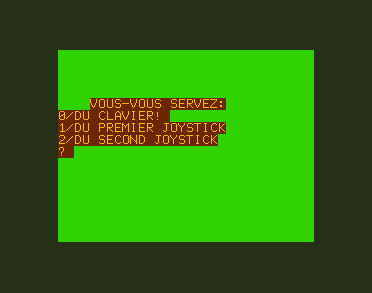 VOUS-VOUS SERVEZ:
0/DU CLAVIER!
1/DU PREMIER JOYSTICK
2/DU SECOND JOYSTICK
?